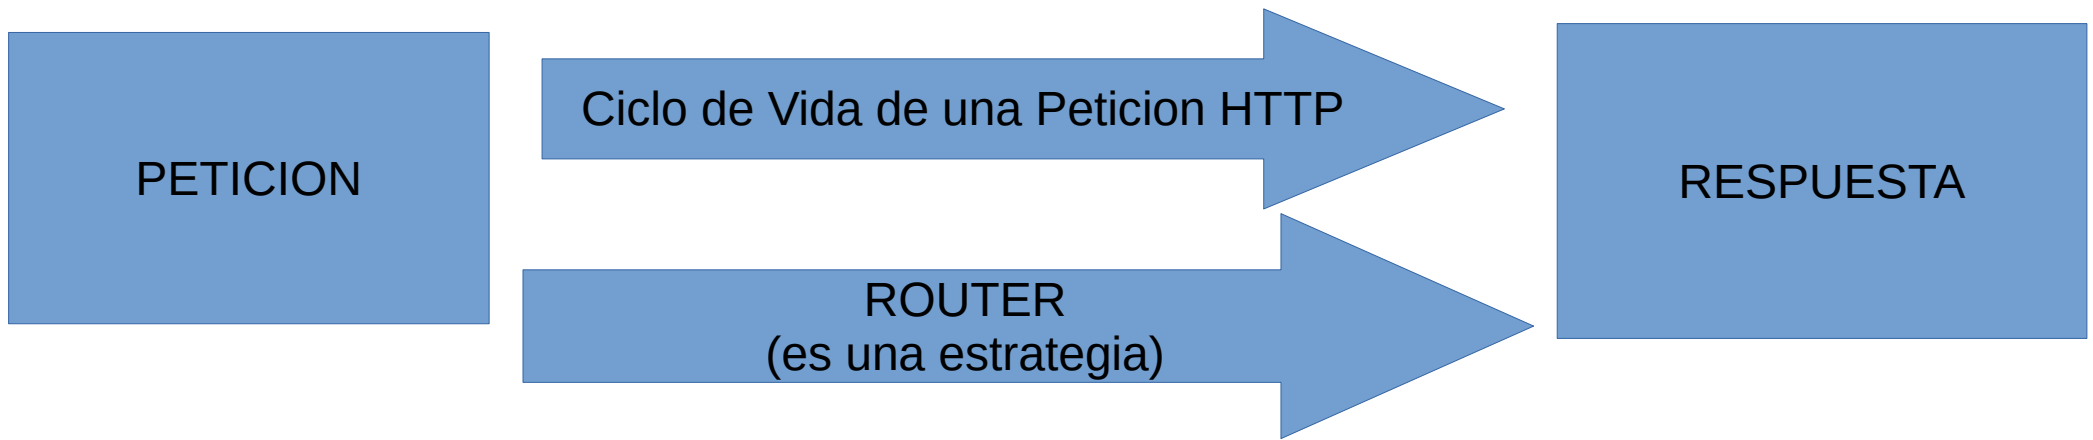 PETICION
Ciclo de Vida de una Peticion HTTP
ROUTER
(es una estrategia)
RESPUESTA